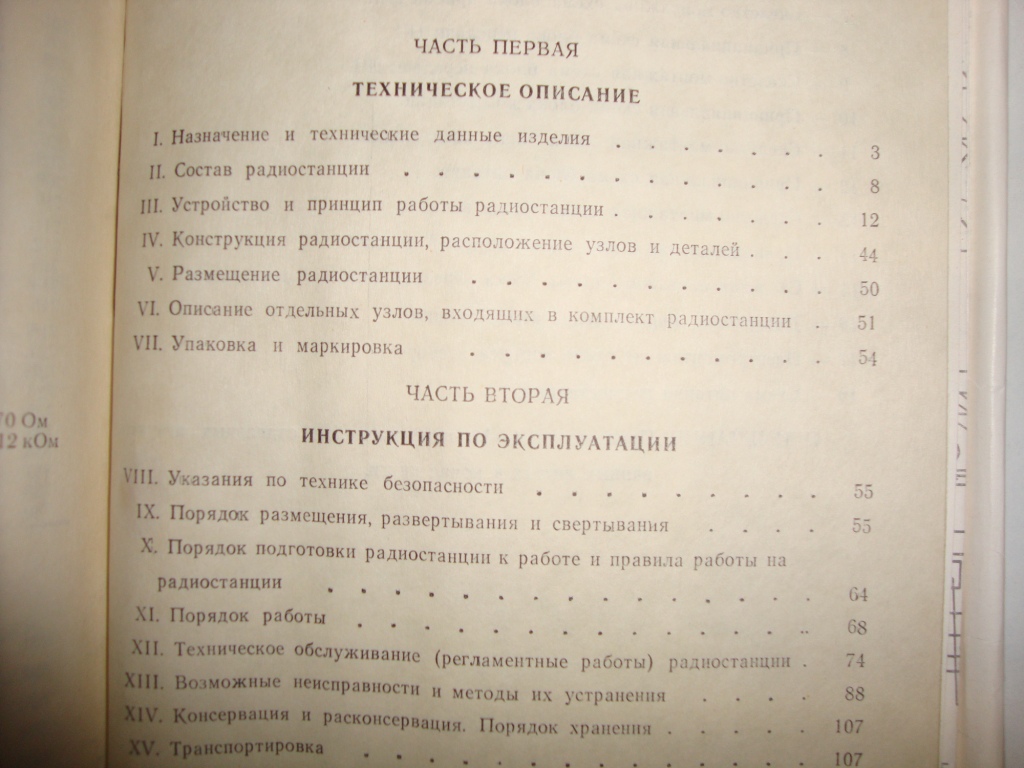 ЧАСТЬ ПЕРВАЯ
ТЕХНИЧЕСКОЕ ОПИСАНИЕ
I. Назначение и технические данные изделия . . . . . . . 3
II. Состав радиостанции . . . . . . . . . . . . . 8
III. Устройство и принцип работы радиостанции . . . . . . . 12
IV. Конструкция радиостанции, расположение узлов и деталей . . . 44
V. Размещение радиостанции . . . . . . . . . . . 50
VI. Описание отдельных узлов, входящих в комплект радиостанции . 51
VII. Упаковка и маркировка . . . . . . . . . . . 54
ЧАСТЬ ВТОРАЯ
ИНСТРУКЦИЯ ПО ЭКСПЛУАТАЦИИ
VIII. Указания по технике безопасности . . . . . . . . . 55
IX. Порядок размещения, развертывания и свертывания . . . . 55
X. Порядок подготовки радиостанции к работе и правила работы на
радиостанции . . . . . . . . . . . . . . . 64
XI. Порядок работы . . . . . . . . . . . . . . 68
XII. Техническое обслуживание (регламентные работы) радиостанции . 74
XIII. Возможные неисправности и методы их устранения . . . . 88
XIV. Консервация и расконсервация. Порядок хранения . . . . . 107
XV. Транспортировка . . . . . . . . . . . . . . 107
Ом
12 кОм